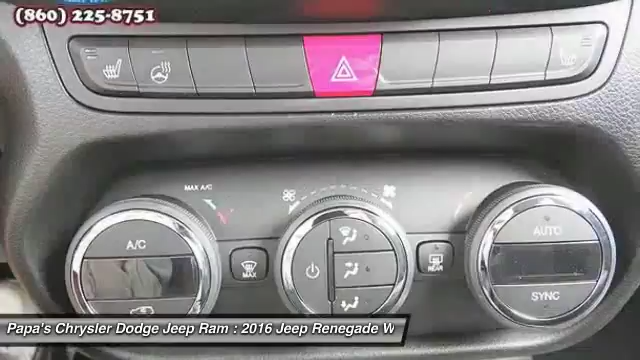 (860) 225-8751
MAX A/C
A/C
AUTO
MAX
REAR
SYNC
Papa's Chrysler Dodge Jeep Ram : 2016 Jeep Renegade W